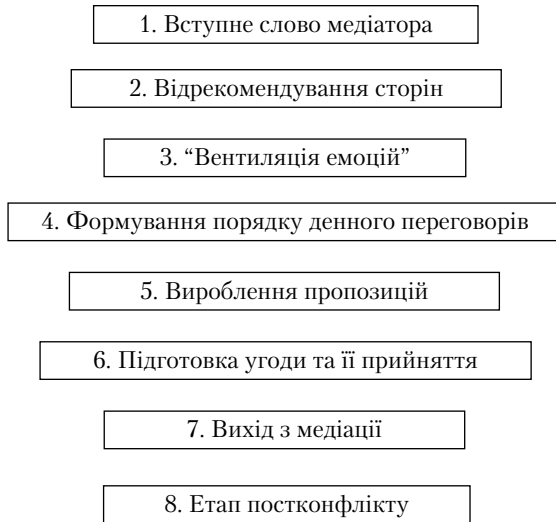 1. Вступне слово медіатора
2. Відрекомендування сторін
3. “Вентиляція емоцій”
4. Формування порядку денного переговорів
5. Вироблення пропозицій
6. Підготовка угоди та її прийняття
7. Вихід з медіації
8. Етап постконфлікту